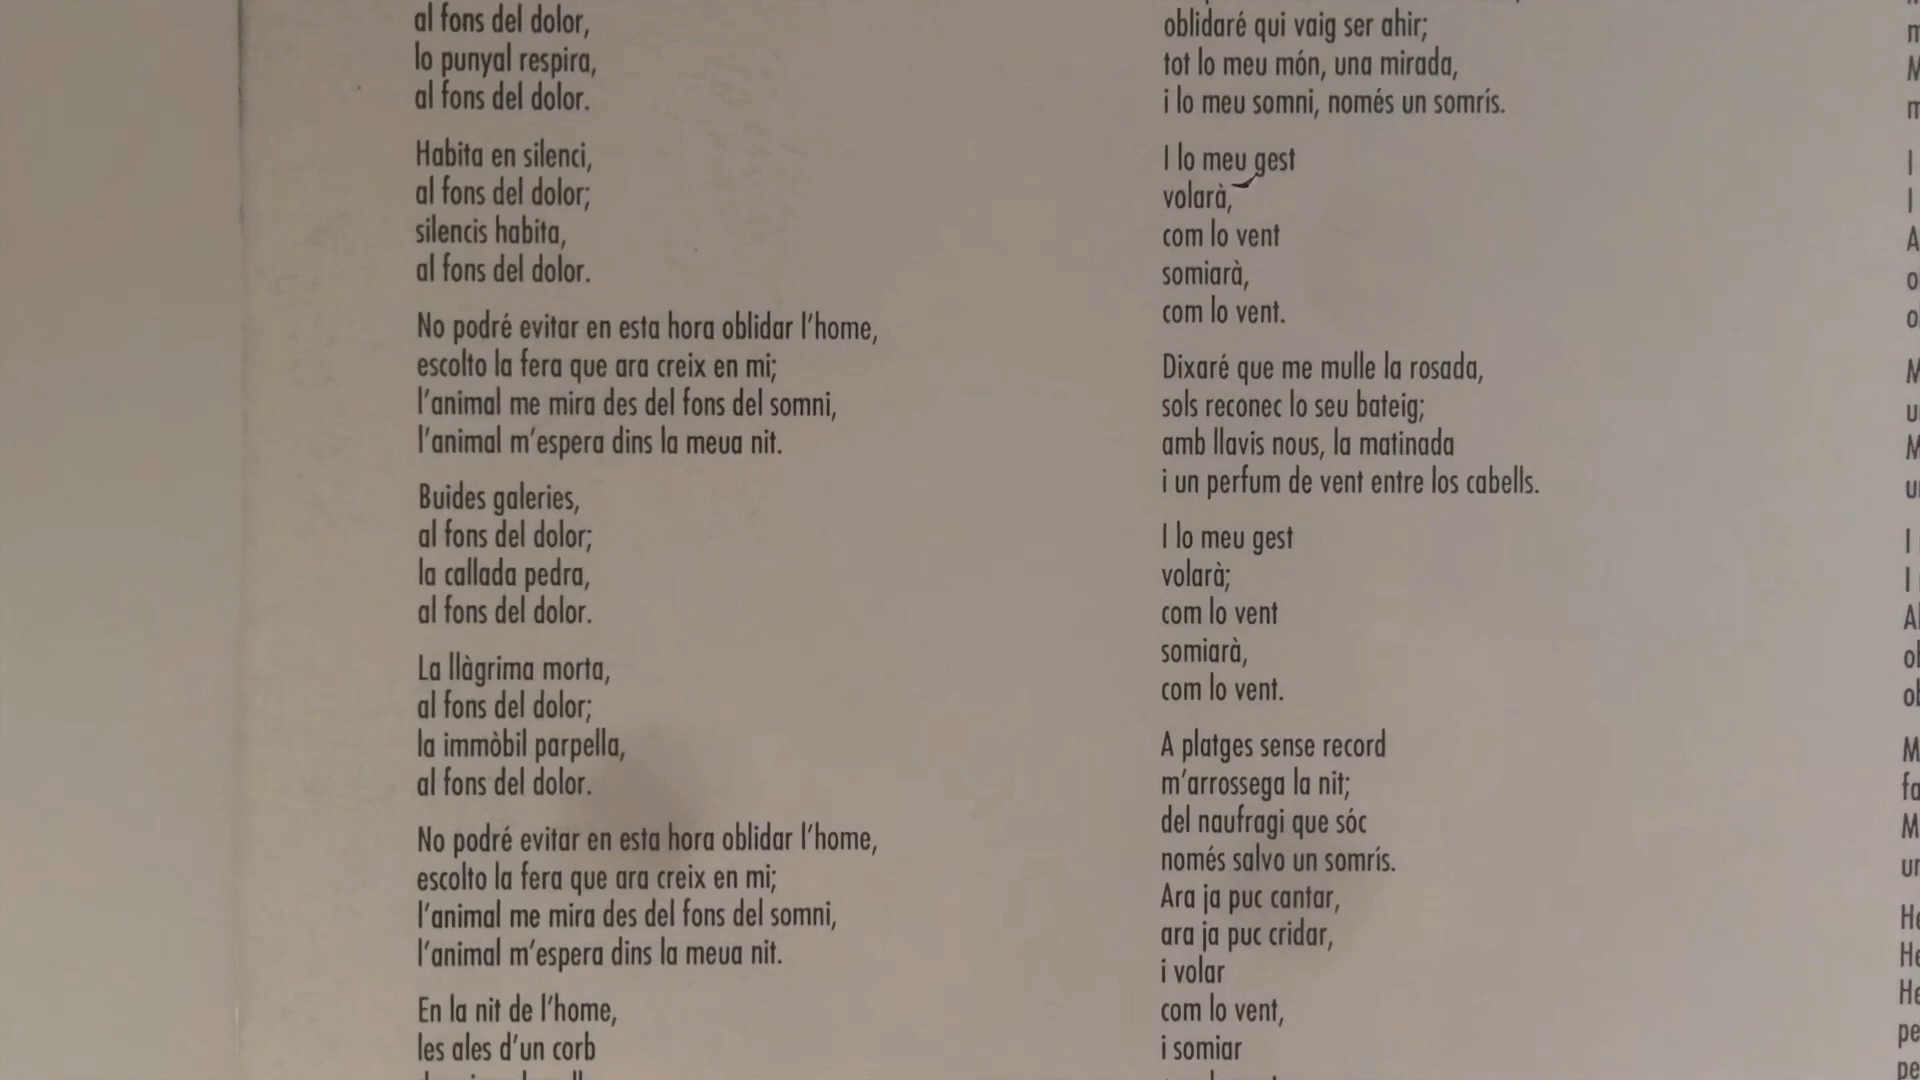 al fons del dolor,
lo punyal respira,
al fons del dolor.
Habita en silenci,
al fons del dolor;
silencis habita,
al fons del dolor.
No podré evitar en esta hora oblidar l'home,
escolto la fera que ara creix en mi;
l'animal me mira des del fons del somni,
l'animal m'espera dins la meua nit.
Buides galeries,
al fons del dolor;
la callada pedra,
al fons del dolor.
La llàgrima morta,
al fons del dolor;
la immòbil parpella,
al fons del dolor.
No podré evitar en esta hora oblidar l'home,
escolto la fera que ara creix en mi;
l'animal me mira des del fons del somni,
l'animal m'espera dins la meua nit.
En la nit de l'home,
les ales d'un corb
oblidaré qui vaig ser ahir;
tot lo meu món, una mirada,
i lo meu somni, només un somrís.
I lo meu gest
volarà,
com lo vent
somiarà,
com lo vent.
Dixaré que me mulle la rosada,
sols reconec lo seu bateig;
amb llavis nous, la matinada
i un perfum de vent entre los cabells.
I lo meu gest
volarà;
com lo vent
somiarà,
com lo vent.
A platges sense record
m'arrossega la nit;
del naufragi que sóc
només salvo un somrís.
Ara ja puc cantar,
ara ja puc cridar,
i volar
com lo vent,
i somiar